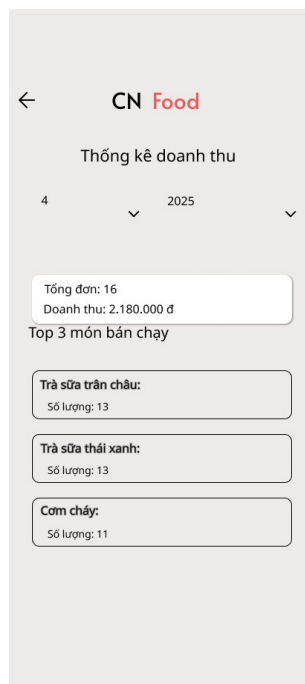 CN Food
Thống kê doanh thu
4 2025
Tổng đơn: 16
Doanh thu: 2.180.000 đ
Top 3 món bán chạy
Trà sữa trân châu:
Số lượng: 13
Trà sữa thái xanh:
Số lượng: 13
Cơm cháy:
Số lượng: 11